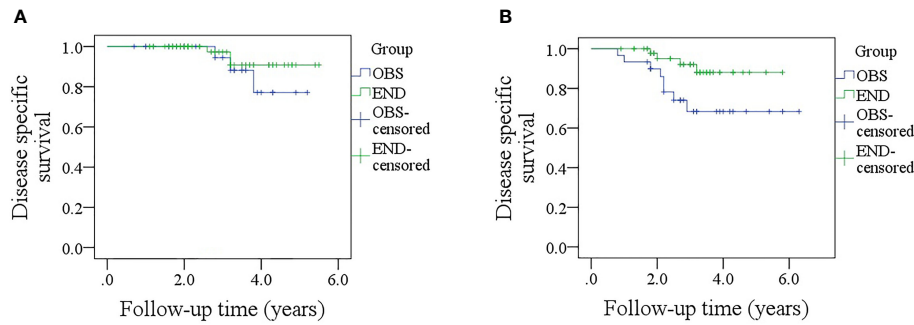 A
Disease specific
survival
1.0
0.8
0.6
0.4
0.2
0.0
.0
2.0
4.0
6.0
Follow-up time (years)
Group
OBS
END
OBS-
censored
END-
censored
B
Disease specific
survival
1.0
0.8
0.6
0.4
0.2
0.0
.0
2.0
4.0
6.0
Follow-up time (years)
Group
OBS
END
OBS-
censored
END-
censored